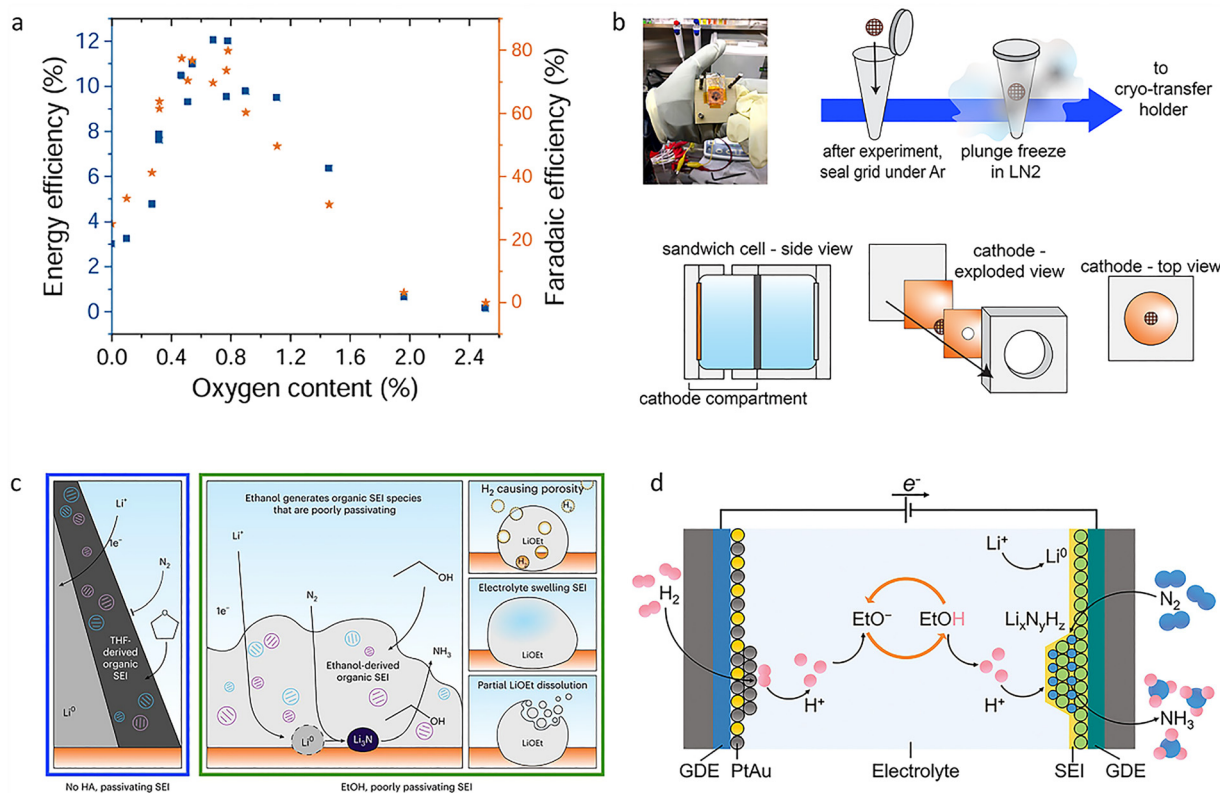 a
Energy efficiency (%)
12
10
8
6
4
2
0
0.0 0.4 0.8 1.2 1.6 2.0 2.4
Oxygen content (%)
80
60
40
20
0
Faradaic efficiency (%)
b
after experiment,
seal grid under Ar
plunge freeze
in LN2
to
cryo-transfer
holder
sandwich cell - side view
cathode compartment
cathode -
exploded view
cathode - top view
c
Li⁺
1e⁻
N₂
THF-
derived
organic
SEI
Li⁰
No HA, passivating SEI
Ethanol generates organic SEI species
that are poorly passivating
Li⁺
1e⁻
N₂
OH
Ethanol-derived
organic SEI
NH₃
OH
Li⁰
Li₃N
EtOH, poorly passivating SEI
H₂ causing porosity
H₂
LiOEt
H₂
Electrolyte swelling SEI
LiOEt
Partial LiOEt dissolution
LiOEt
d
e⁻
H₂
H⁺
EtO⁻
EtOH
H⁺
Li⁺
Li⁰
LiₓNᵧH_z
N₂
NH₃
GDE
PtAu
Electrolyte
SEI
GDE